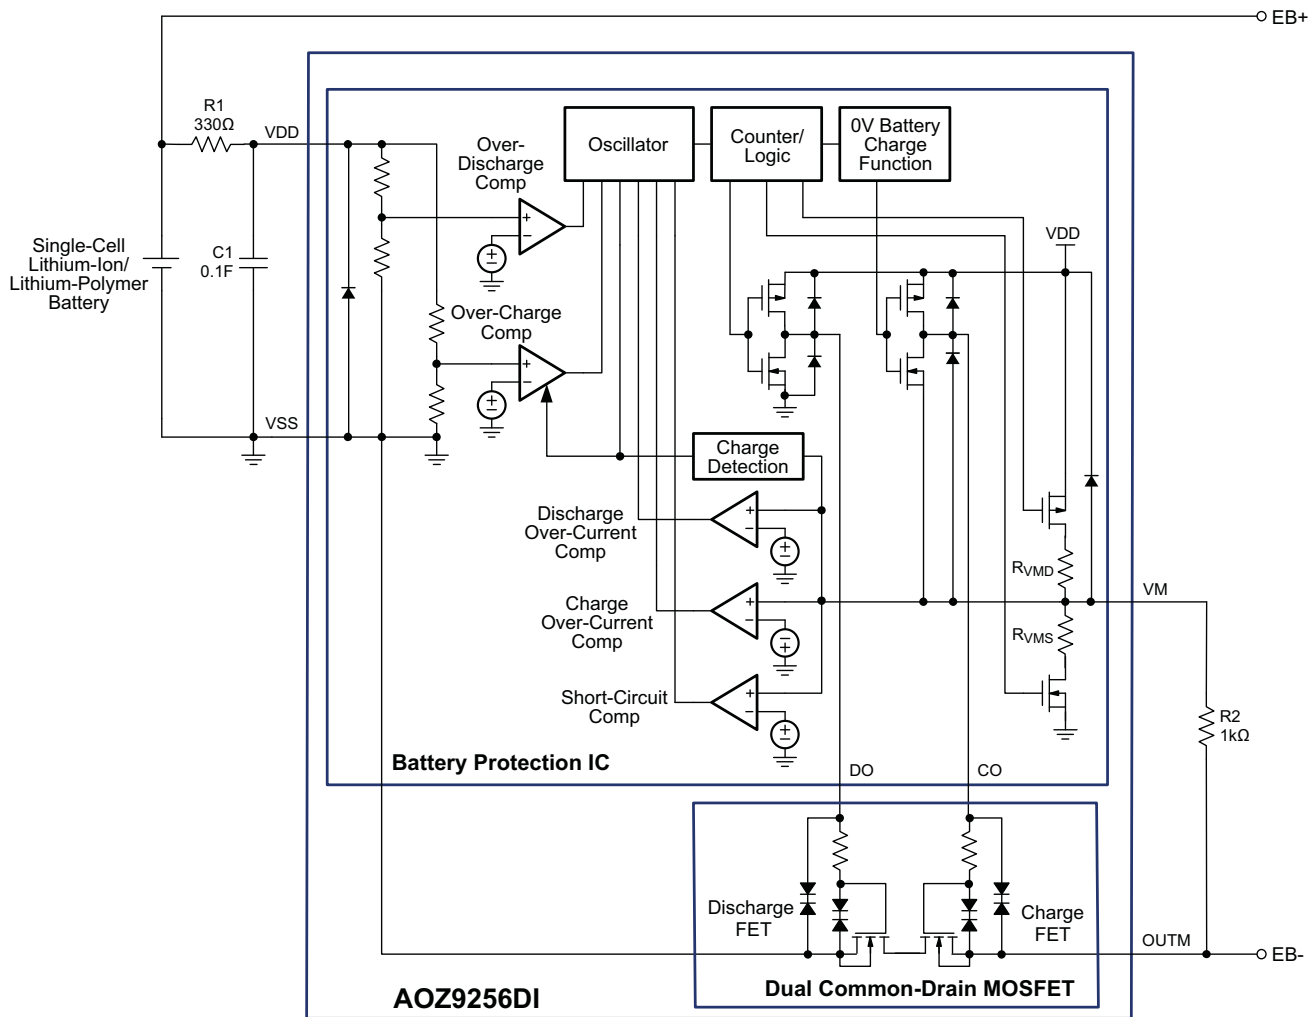 EB+
R1
330Ω
VDD
Over-
Discharge
Comp
Oscillator
Counter/
Logic
0V Battery
Charge
Function
VDD
Single-Cell
Lithium-Ion/
Lithium-Polymer
Battery
C1
0.1F
Over-Charge
Comp
VSS
Charge
Detection
Discharge
Over-Current
Comp
RVMD
VM
Charge
Over-Current
Comp
RVMS
Short-Circuit
Comp
R2
1kΩ
Battery Protection IC
DO
CO
Discharge
FET
Charge
FET
OUTM
EB-
Dual Common-Drain MOSFET
AOZ9256DI